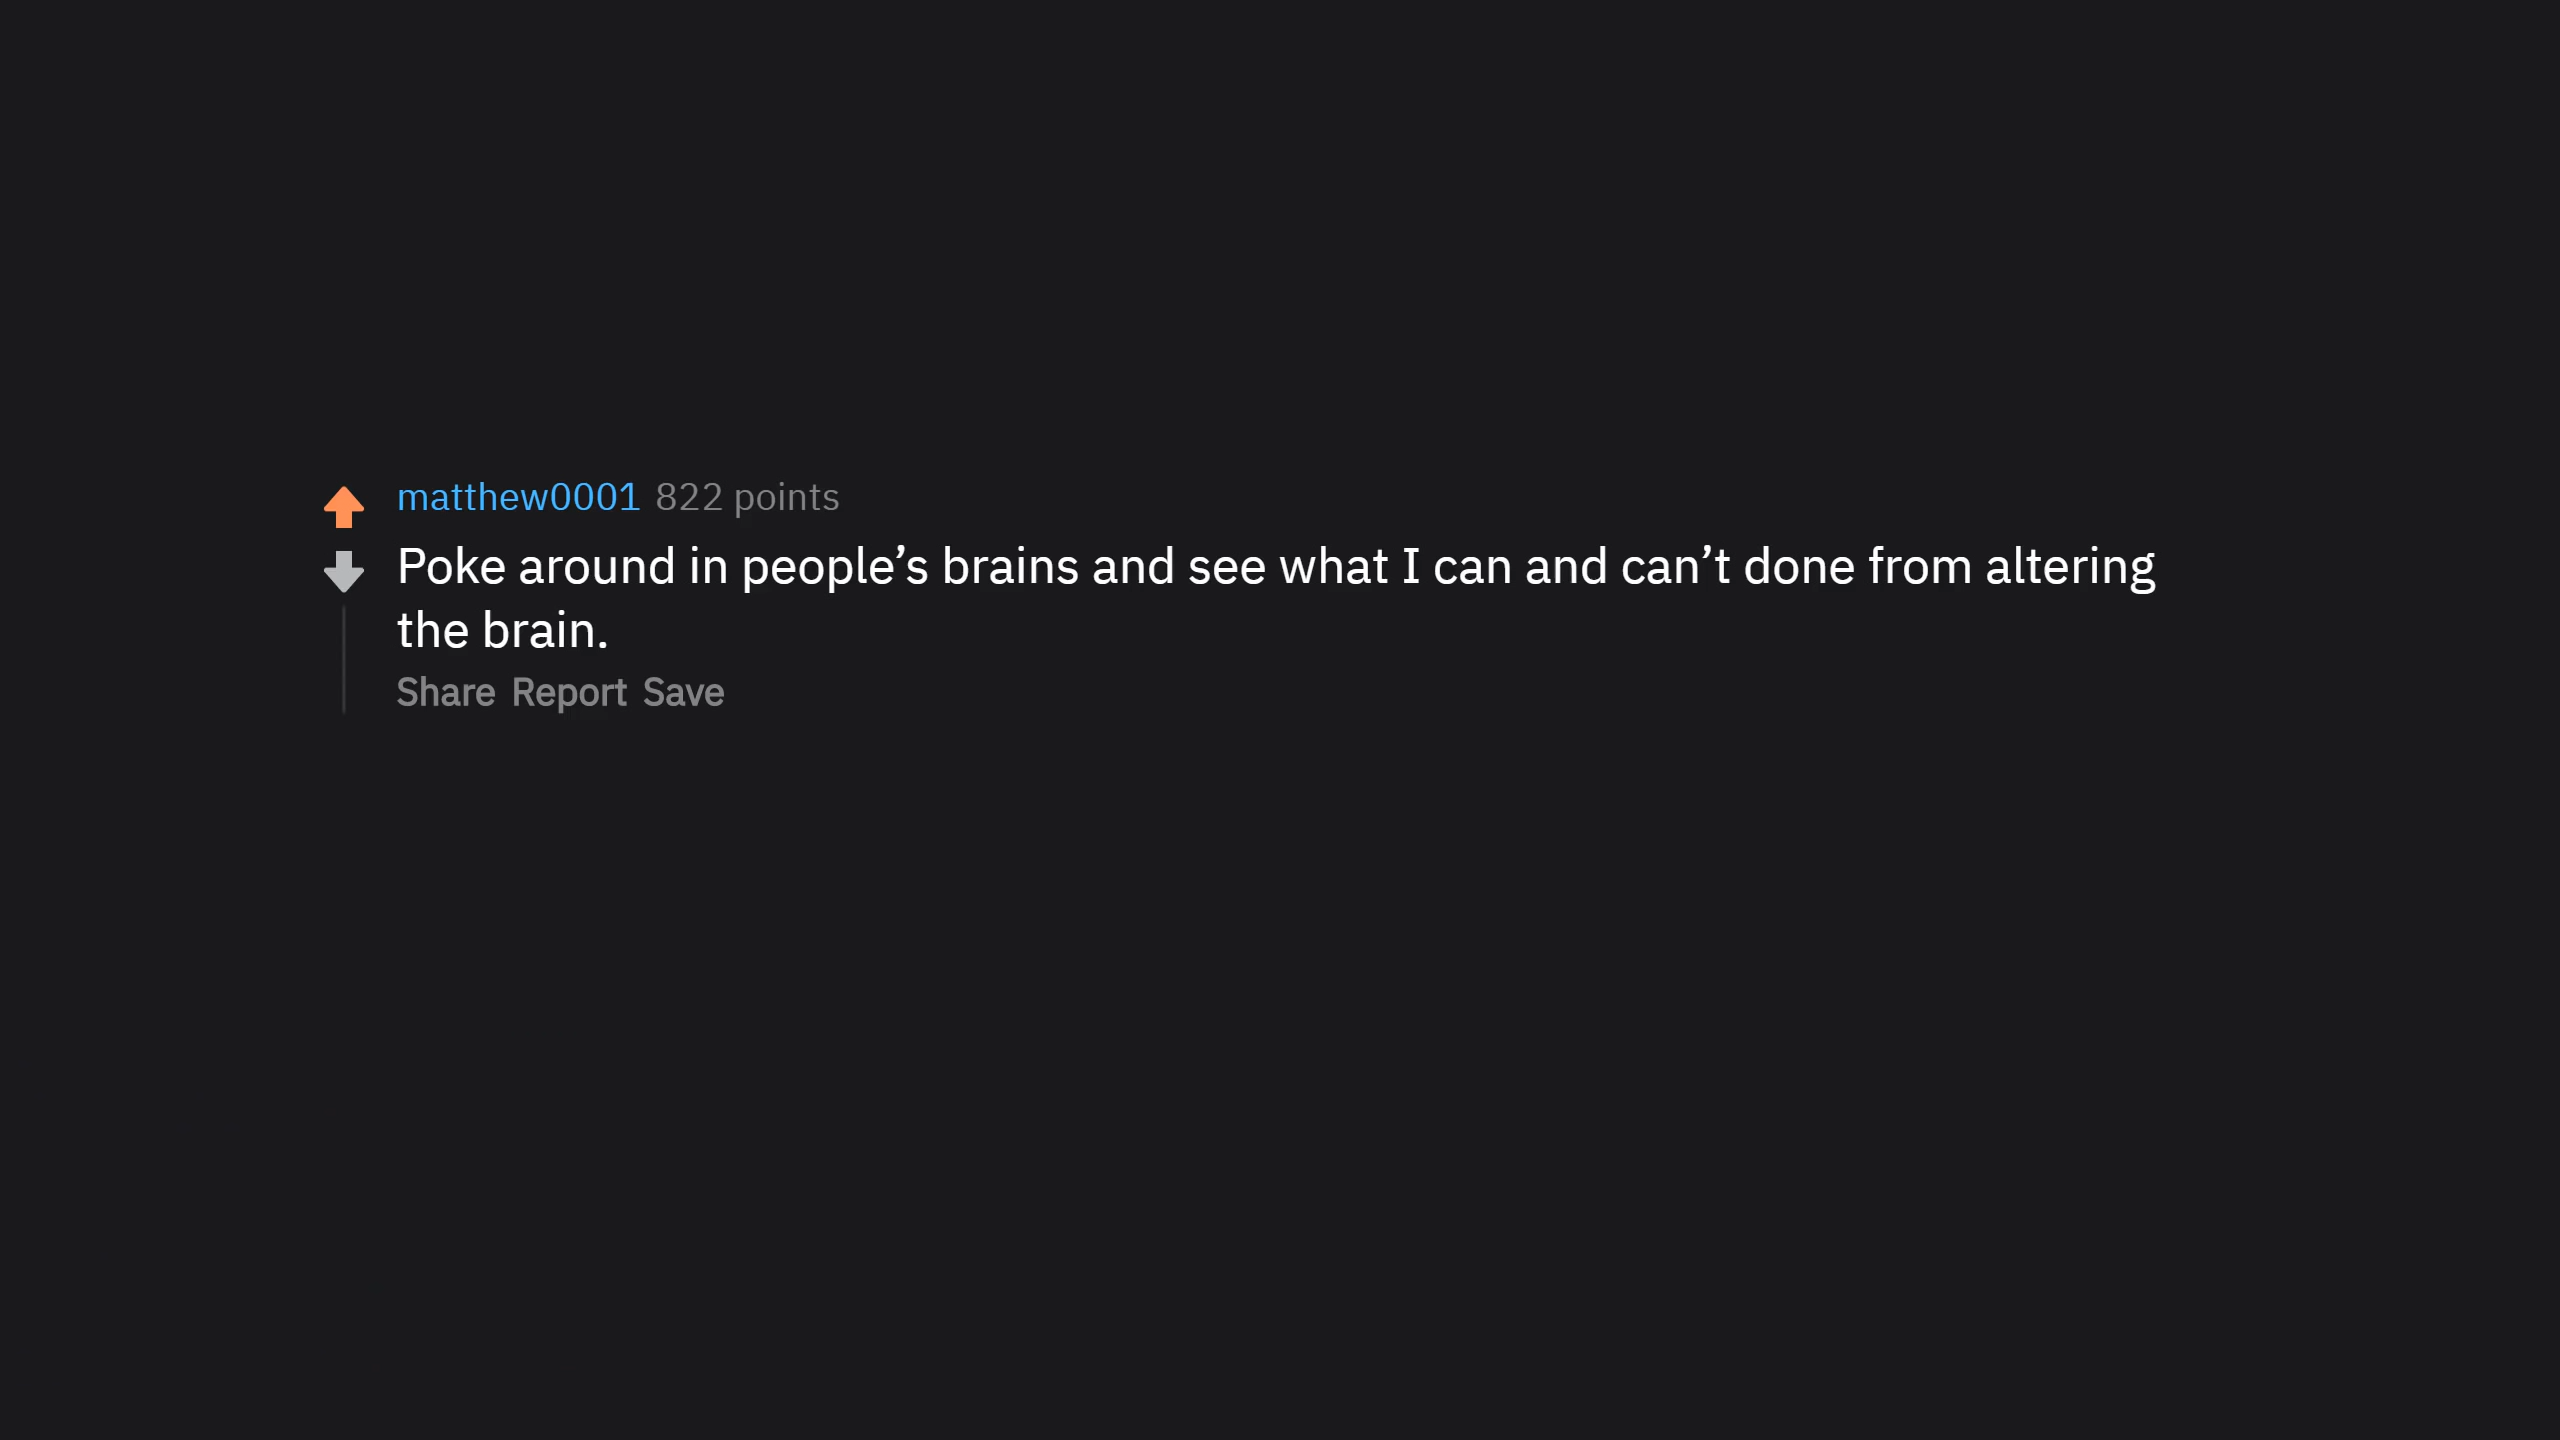 matthew0001 822 points
Poke around in people’s brains and see what I can and can’t done from altering
the brain.
Share Report Save